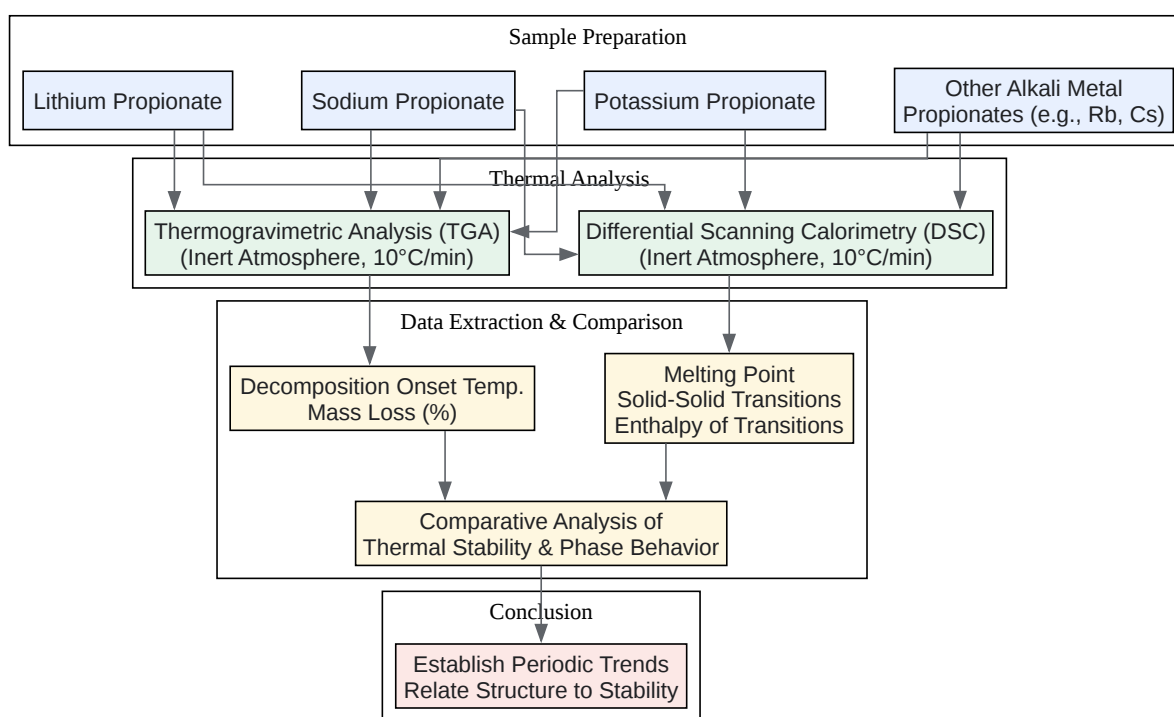 Sample Preparation
Lithium Propionate
Sodium Propionate
Potassium Propionate
Other Alkali Metal
Propionates (e.g., Rb, Cs)
Thermal Analysis
Thermogravimetric Analysis (TGA)
(Inert Atmosphere, 10°C/min)
Differential Scanning Calorimetry (DSC)
(Inert Atmosphere, 10°C/min)
Data Extraction & Comparison
Decomposition Onset Temp.
Mass Loss (%)
Melting Point
Solid-Solid Transitions
Enthalpy of Transitions
Comparative Analysis of
Thermal Stability & Phase Behavior
Conclusion
Establish Periodic Trends
Relate Structure to Stability